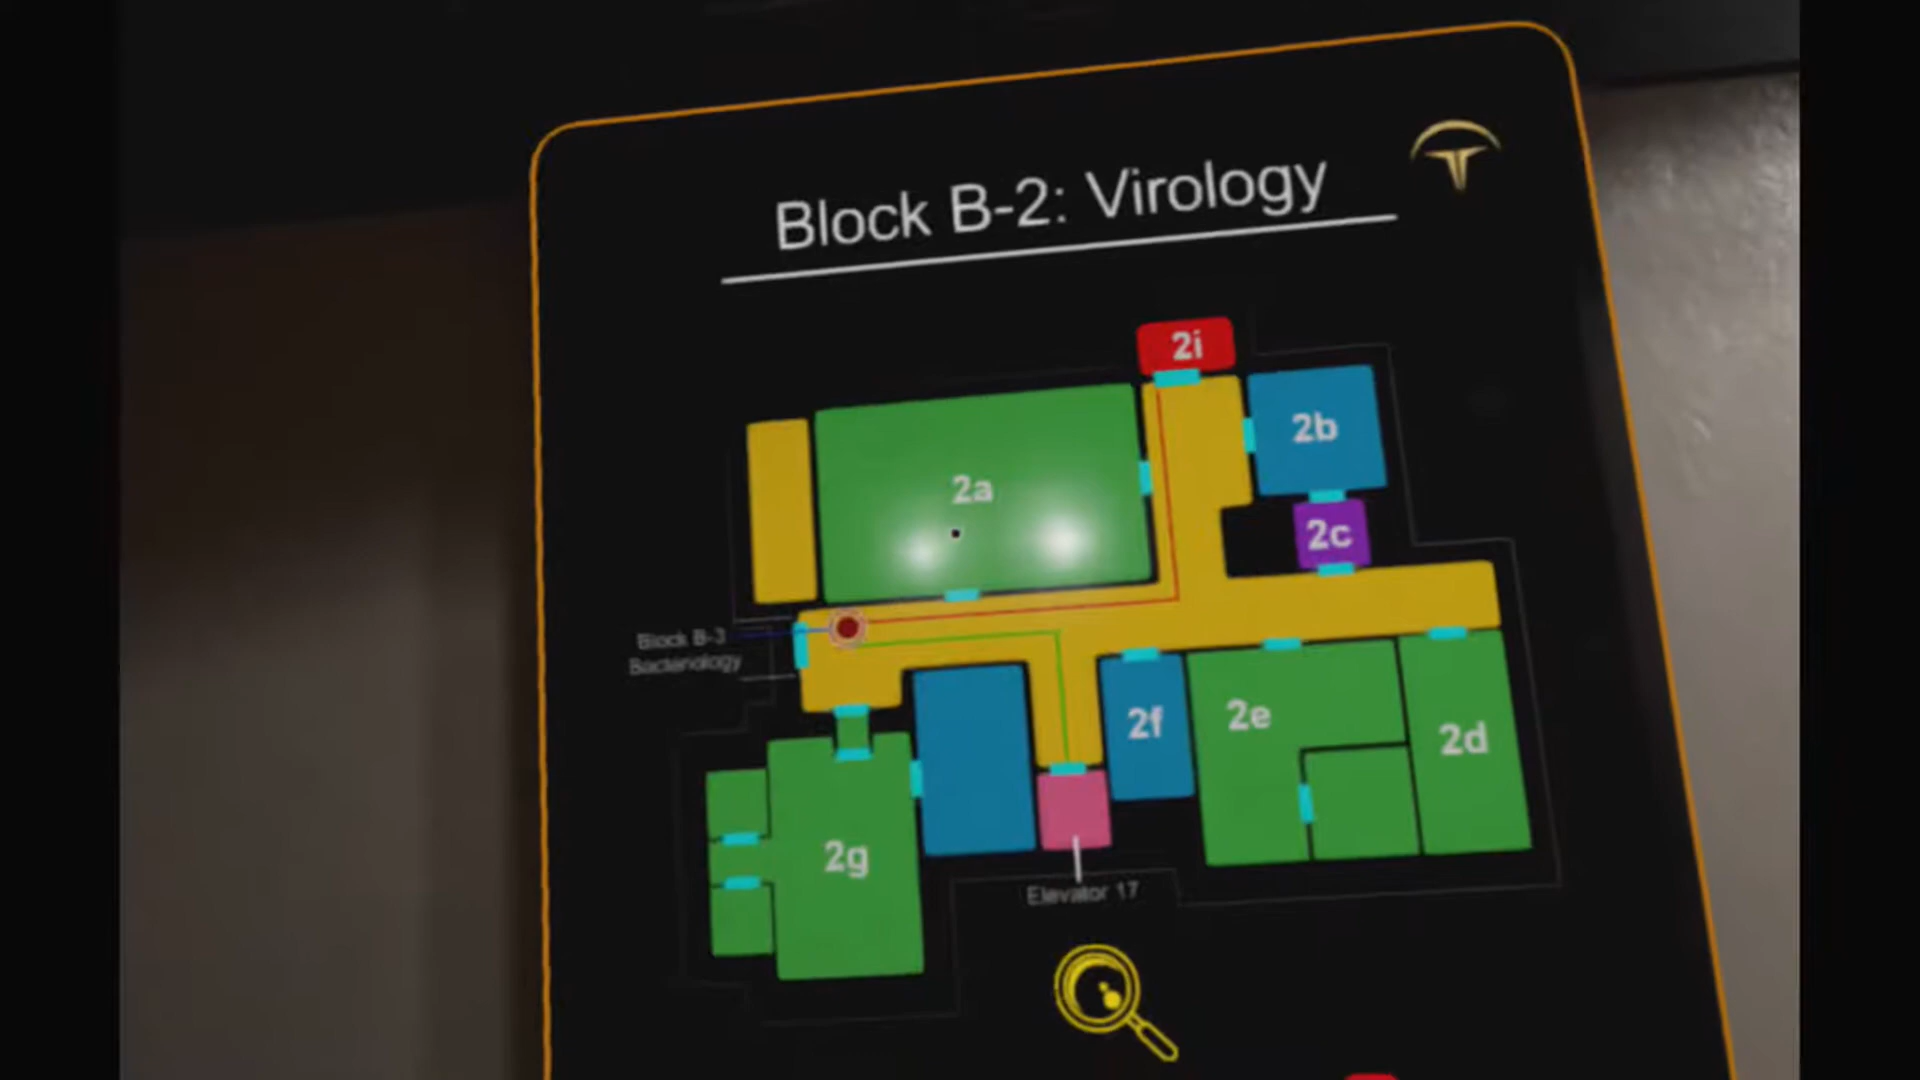 Block B-2: Virology
2i
2b
2a
2c
Block B-3
Bacteriology
2f
2e
2d
2g
Elevator 17